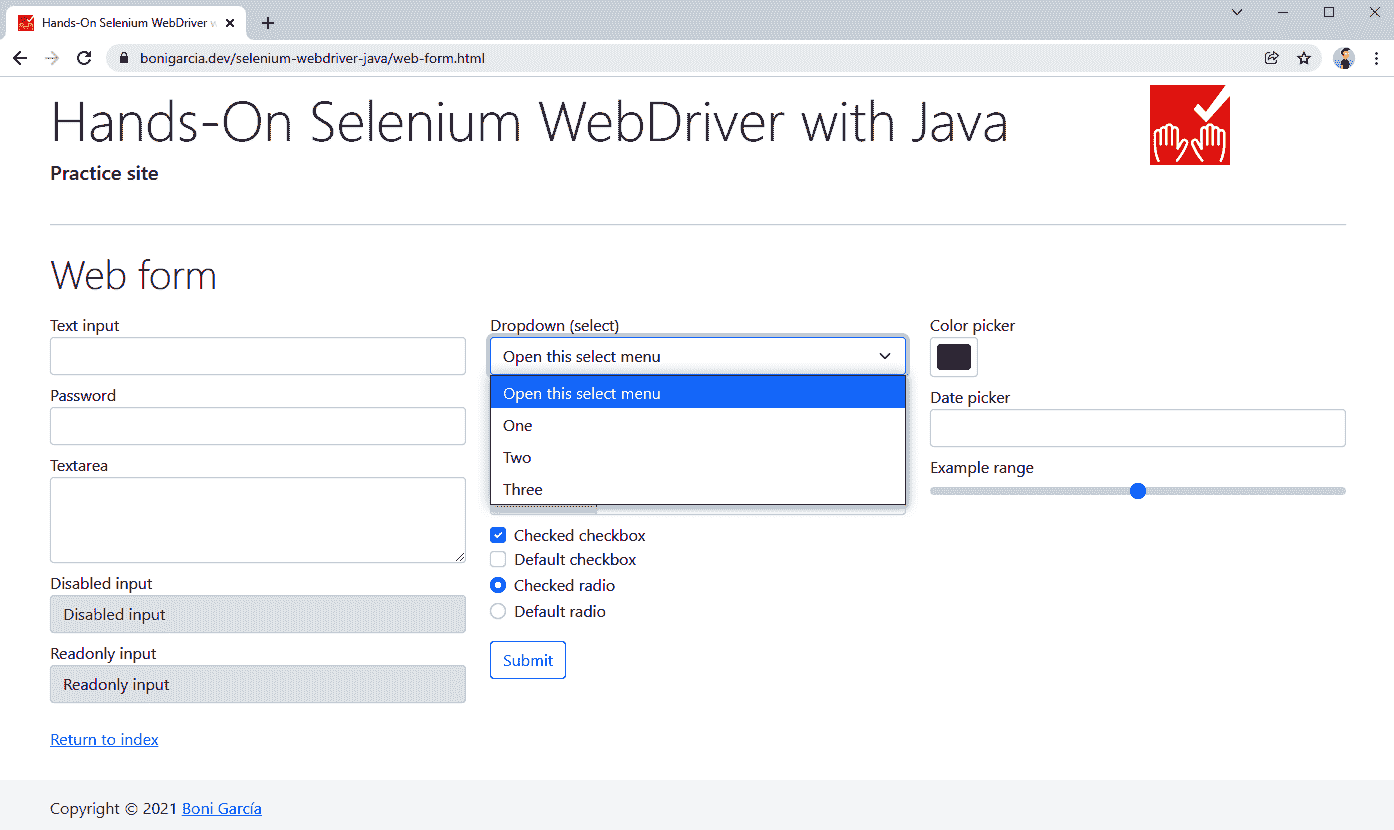 Hands-On Selenium WebDriver w
bonigarcia.dev/selenium-webdriver-java/web-form.html
Hands-On Selenium WebDriver with Java
Practice site
Web form
Text input
Password
Textarea
Disabled input
Disabled input
Readonly input
Readonly input
Return to index
Dropdown (select)
Open this select menu
Open this select menu
One
Two
Three
Checked checkbox
Default checkbox
Checked radio
Default radio
Submit
Color picker
Date picker
Example range
Copyright © 2021 Boni García